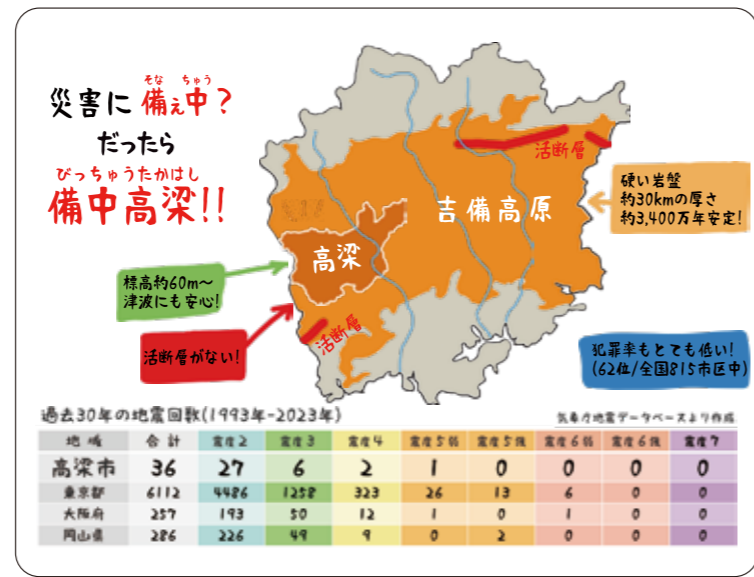 災害に 備え中?
そな ちゅう
だったら
びっちゅうたかはし
備中高梁!!
活断層
硬い岩盤
約30kmの厚さ
約3,400万年安定!
吉備高原
高梁
標高約60m〜
津波にも安心!
活断層がない!
活断層
犯罪率もとても低い!
(62位/全国815市区中)
過去30年の地震回数(1993年-2023年)
気象庁地震データベースより作成
地域 合計 震度2 震度3 震度4 震度5弱 震度5強 震度6弱 震度6強 震度7
高梁市 36 27 6 2 1 0 0 0 0
東京都 6112 4486 1258 323 26 13 6 0 0
大阪府 257 193 50 12 1 0 1 0 0
岡山県 286 226 49 9 0 2 0 0 0